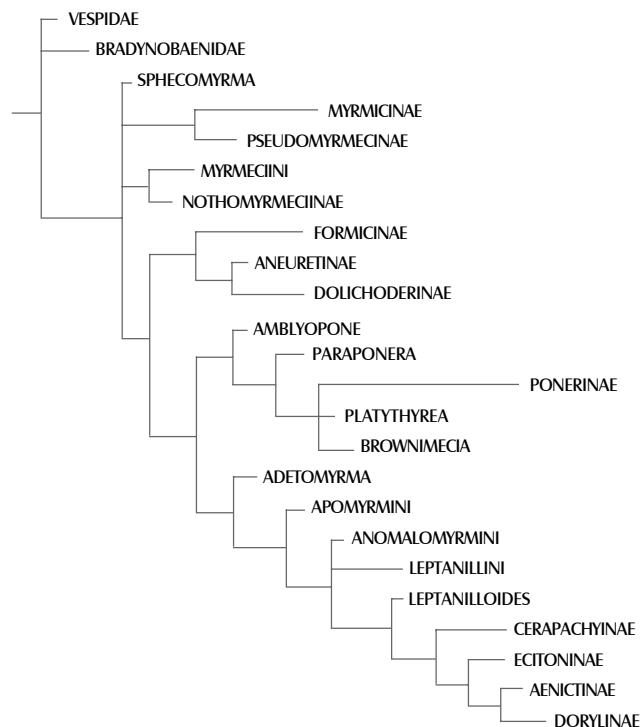 VESPIDAE
BRADYNOBAENIDAE
SPHECOMYRMA
MYRMICINAE
PSEUDOMYRMECINAE
MYRMECIINI
NOTHOMYRMECIINAE
FORMICINAE
ANEURETINAE
DOLICHODERINAE
AMBLYOPONE
PARAPONERA
PONERINAE
PLATYTHYREA
BROWNIMECIA
ADETOMYRMA
APOMYRMINI
ANOMALOMYRMINI
LEPTANILLINI
LEPTANILLOIDES
CERAPACHYINAE
ECITONINAE
AENICTINAE
DORYLINAE